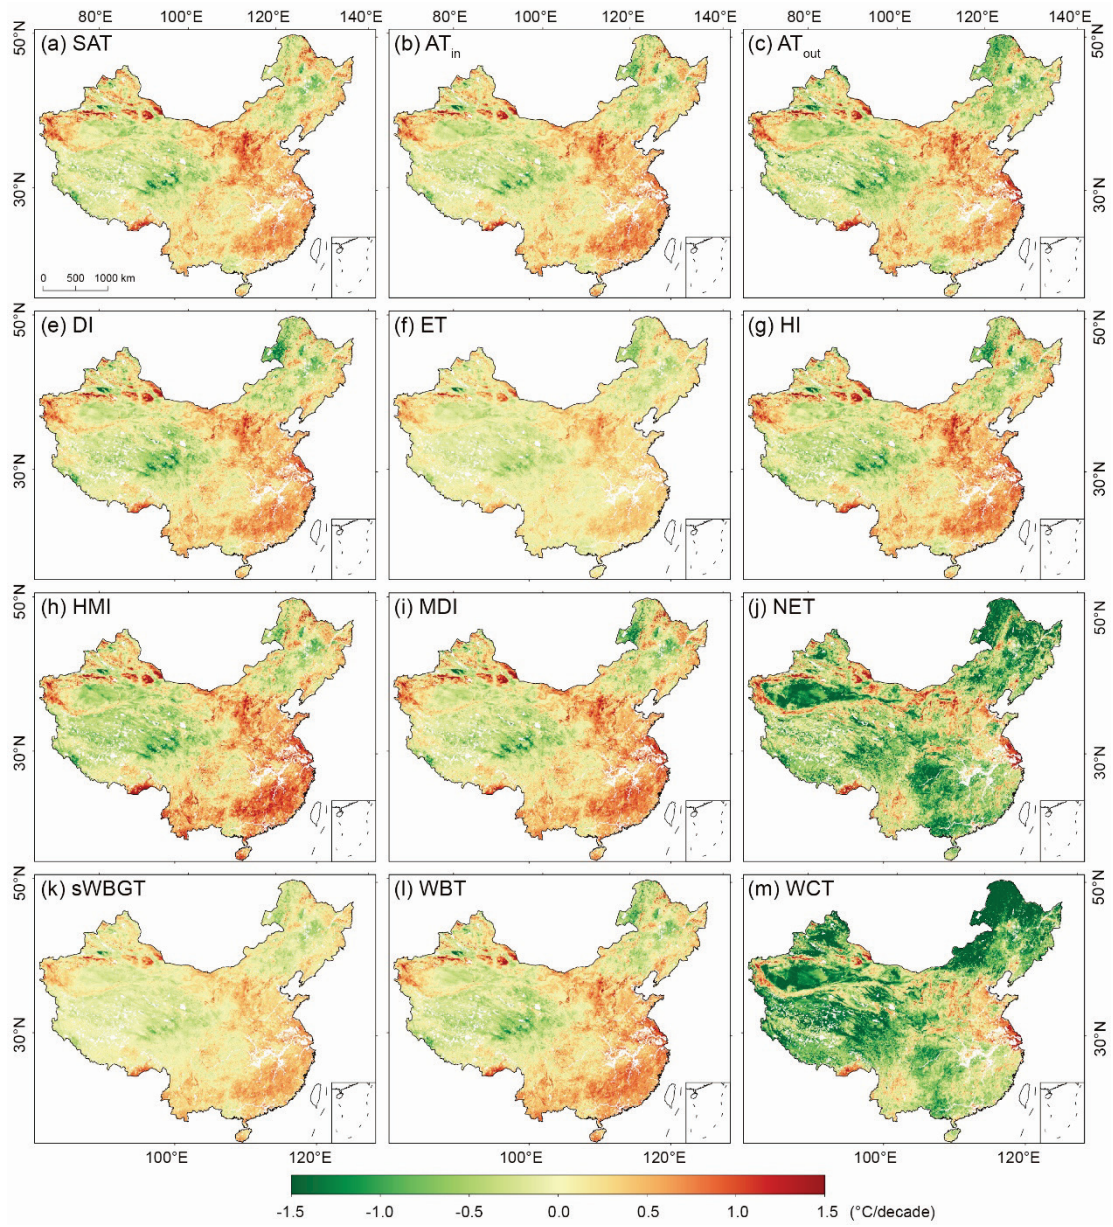 80°E 100°E 120°E 140°E 80°E 100°E 120°E 140°E 80°E 100°E 120°E 140°E
(a) SAT (b) ATin (c) ATout
50°N 50°N
30°N 30°N
0 500 1000 km
(e) DI (f) ET (g) HI
50°N 50°N
30°N 30°N
(h) HMI (i) MDI (j) NET
50°N 50°N
30°N 30°N
(k) sWBGT (l) WBT (m) WCT
50°N 50°N
30°N 30°N
100°E 120°E 100°E 120°E 100°E 120°E
-1.5 -1.0 -0.5 0.0 0.5 1.0 1.5 (°C/decade)